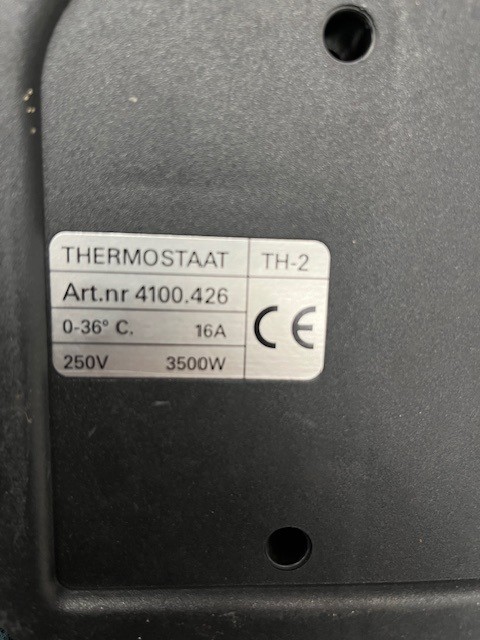 THERMOSTAAT TH-2
Art.nr 4100.426
0-36° C. 16A
CE
250V 3500W